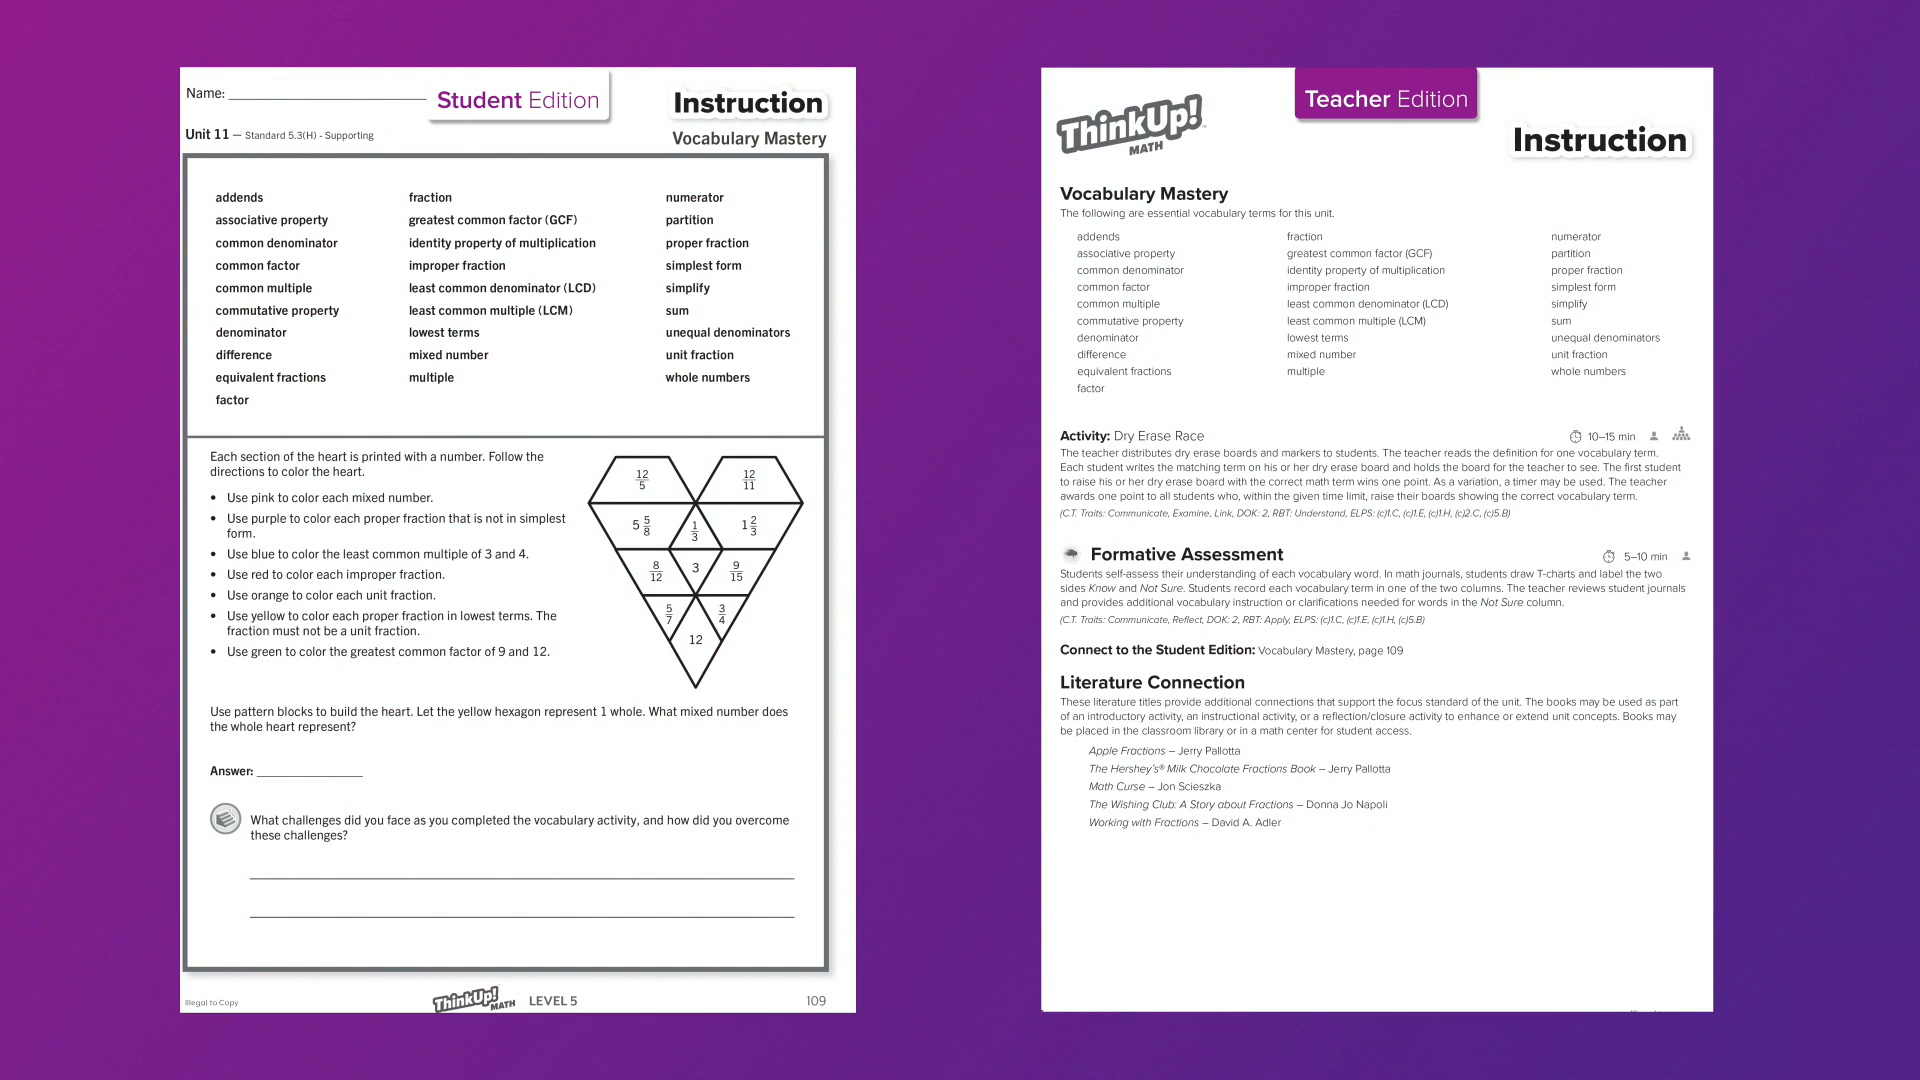 Name:
Student Edition
Instruction
Unit 11 — Standard 5.3(H) - Supporting
Vocabulary Mastery
addends
associative property
common denominator
common factor
common multiple
commutative property
denominator
difference
equivalent fractions
factor
fraction
greatest common factor (GCF)
identity property of multiplication
improper fraction
least common denominator (LCD)
least common multiple (LCM)
lowest terms
mixed number
multiple
numerator
partition
proper fraction
simplest form
simplify
sum
unequal denominators
unit fraction
whole numbers
Each section of the heart is printed with a number. Follow the
directions to color the heart.
• Use pink to color each mixed number.
• Use purple to color each proper fraction that is not in simplest
form.
• Use blue to color the least common multiple of 3 and 4.
• Use red to color each improper fraction.
• Use orange to color each unit fraction.
• Use yellow to color each proper fraction in lowest terms. The
fraction must not be a unit fraction.
• Use green to color the greatest common factor of 9 and 12.
12/5 12/11
5 5/8 1/3 1 2/3
8/12 3 9/15
5/7 3/4
12
Use pattern blocks to build the heart. Let the yellow hexagon represent 1 whole. What mixed number does
the whole heart represent?
Answer:
What challenges did you face as you completed the vocabulary activity, and how did you overcome
these challenges?
Illegal to Copy
ThinkUp! MATH LEVEL 5
109
Teacher Edition
ThinkUp!™
MATH
Instruction
Vocabulary Mastery
The following are essential vocabulary terms for this unit.
addends
associative property
common denominator
common factor
common multiple
commutative property
denominator
difference
equivalent fractions
factor
fraction
greatest common factor (GCF)
identity property of multiplication
improper fraction
least common denominator (LCD)
least common multiple (LCM)
lowest terms
mixed number
multiple
numerator
partition
proper fraction
simplest form
simplify
sum
unequal denominators
unit fraction
whole numbers
Activity: Dry Erase Race
10–15 min
The teacher distributes dry erase boards and markers to students. The teacher reads the definition for one vocabulary term.
Each student writes the matching term on his or her dry erase board and holds the board for the teacher to see. The first student
to raise his or her dry erase board with the correct math term wins one point. As a variation, a timer may be used. The teacher
awards one point to all students who, within the given time limit, raise their boards showing the correct vocabulary term.
(C.T. Traits: Communicate, Examine, Link, DOK: 2, RBT: Understand, ELPS: (c)1.C, (c)1.E, (c)1.H, (c)2.C, (c)5.B)
Formative Assessment
5–10 min
Students self-assess their understanding of each vocabulary word. In math journals, students draw T-charts and label the two
sides Know and Not Sure. Students record each vocabulary term in one of the two columns. The teacher reviews student journals
and provides additional vocabulary instruction or clarifications needed for words in the Not Sure column.
(C.T. Traits: Communicate, Reflect, DOK: 2, RBT: Apply, ELPS: (c)1.C, (c)1.E, (c)1.H, (c)5.B)
Connect to the Student Edition: Vocabulary Mastery, page 109
Literature Connection
These literature titles provide additional connections that support the focus standard of the unit. The books may be used as part
of an introductory activity, an instructional activity, or a reflection/closure activity to enhance or extend unit concepts. Books may
be placed in the classroom library or in a math center for student access.
Apple Fractions – Jerry Pallotta
The Hershey's® Milk Chocolate Fractions Book – Jerry Pallotta
Math Curse – Jon Scieszka
The Wishing Club: A Story about Fractions – Donna Jo Napoli
Working with Fractions – David A. Adler